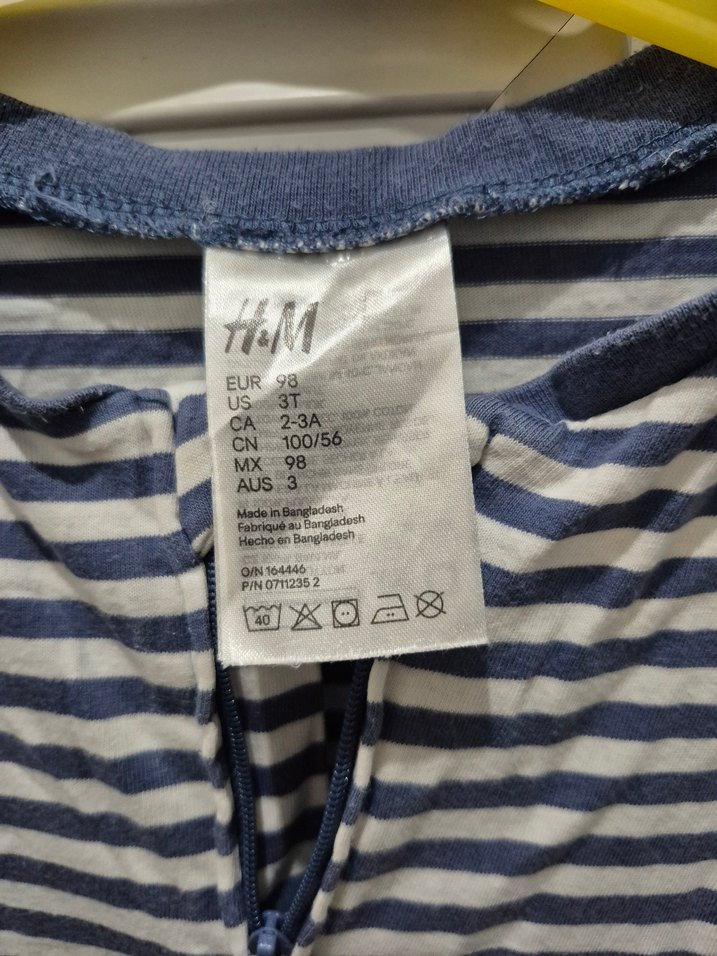 H&M
EUR 98
US 3T
CA 2-3A
CN 100/56
MX 98
AUS 3
Made in Bangladesh
Fabriqué au Bangladesh
Hecho en Bangladesh
O/N 164446
P/N 0711235 2
40